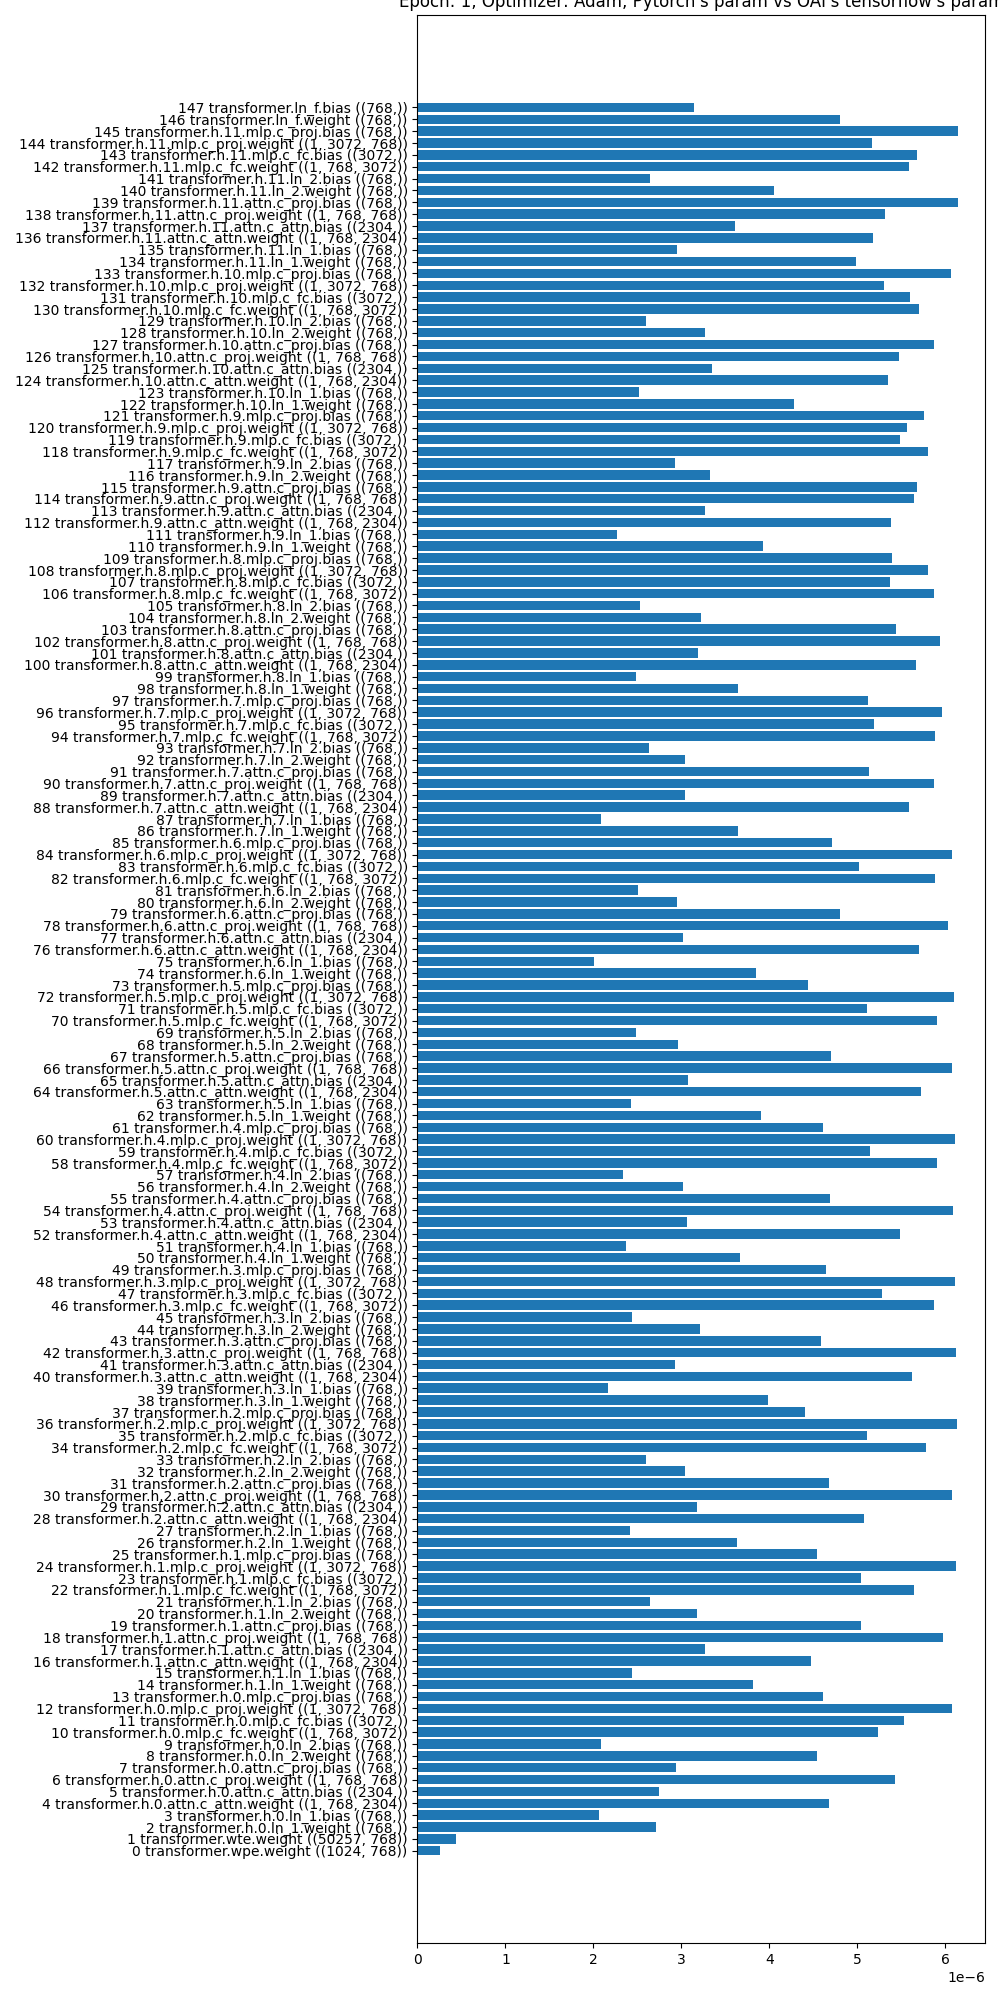 Epoch: 1, Optimizer: Adam, Pytorch's param vs OAI's tensorflow's param
147 transformer.ln_f.bias ((768,))
146 transformer.ln_f.weight ((768,))
145 transformer.h.11.mlp.c_proj.bias ((768,))
144 transformer.h.11.mlp.c_proj.weight ((1, 3072, 768))
143 transformer.h.11.mlp.c_fc.bias ((3072,))
142 transformer.h.11.mlp.c_fc.weight ((1, 768, 3072))
141 transformer.h.11.ln_2.bias ((768,))
140 transformer.h.11.ln_2.weight ((768,))
139 transformer.h.11.attn.c_proj.bias ((768,))
138 transformer.h.11.attn.c_proj.weight ((1, 768, 768))
137 transformer.h.11.attn.c_attn.bias ((2304,))
136 transformer.h.11.attn.c_attn.weight ((1, 768, 2304))
135 transformer.h.11.ln_1.bias ((768,))
134 transformer.h.11.ln_1.weight ((768,))
133 transformer.h.10.mlp.c_proj.bias ((768,))
132 transformer.h.10.mlp.c_proj.weight ((1, 3072, 768))
131 transformer.h.10.mlp.c_fc.bias ((3072,))
130 transformer.h.10.mlp.c_fc.weight ((1, 768, 3072))
129 transformer.h.10.ln_2.bias ((768,))
128 transformer.h.10.ln_2.weight ((768,))
127 transformer.h.10.attn.c_proj.bias ((768,))
126 transformer.h.10.attn.c_proj.weight ((1, 768, 768))
125 transformer.h.10.attn.c_attn.bias ((2304,))
124 transformer.h.10.attn.c_attn.weight ((1, 768, 2304))
123 transformer.h.10.ln_1.bias ((768,))
122 transformer.h.10.ln_1.weight ((768,))
121 transformer.h.9.mlp.c_proj.bias ((768,))
120 transformer.h.9.mlp.c_proj.weight ((1, 3072, 768))
119 transformer.h.9.mlp.c_fc.bias ((3072,))
118 transformer.h.9.mlp.c_fc.weight ((1, 768, 3072))
117 transformer.h.9.ln_2.bias ((768,))
116 transformer.h.9.ln_2.weight ((768,))
115 transformer.h.9.attn.c_proj.bias ((768,))
114 transformer.h.9.attn.c_proj.weight ((1, 768, 768))
113 transformer.h.9.attn.c_attn.bias ((2304,))
112 transformer.h.9.attn.c_attn.weight ((1, 768, 2304))
111 transformer.h.9.ln_1.bias ((768,))
110 transformer.h.9.ln_1.weight ((768,))
109 transformer.h.8.mlp.c_proj.bias ((768,))
108 transformer.h.8.mlp.c_proj.weight ((1, 3072, 768))
107 transformer.h.8.mlp.c_fc.bias ((3072,))
106 transformer.h.8.mlp.c_fc.weight ((1, 768, 3072))
105 transformer.h.8.ln_2.bias ((768,))
104 transformer.h.8.ln_2.weight ((768,))
103 transformer.h.8.attn.c_proj.bias ((768,))
102 transformer.h.8.attn.c_proj.weight ((1, 768, 768))
101 transformer.h.8.attn.c_attn.bias ((2304,))
100 transformer.h.8.attn.c_attn.weight ((1, 768, 2304))
99 transformer.h.8.ln_1.bias ((768,))
98 transformer.h.8.ln_1.weight ((768,))
97 transformer.h.7.mlp.c_proj.bias ((768,))
96 transformer.h.7.mlp.c_proj.weight ((1, 3072, 768))
95 transformer.h.7.mlp.c_fc.bias ((3072,))
94 transformer.h.7.mlp.c_fc.weight ((1, 768, 3072))
93 transformer.h.7.ln_2.bias ((768,))
92 transformer.h.7.ln_2.weight ((768,))
91 transformer.h.7.attn.c_proj.bias ((768,))
90 transformer.h.7.attn.c_proj.weight ((1, 768, 768))
89 transformer.h.7.attn.c_attn.bias ((2304,))
88 transformer.h.7.attn.c_attn.weight ((1, 768, 2304))
87 transformer.h.7.ln_1.bias ((768,))
86 transformer.h.7.ln_1.weight ((768,))
85 transformer.h.6.mlp.c_proj.bias ((768,))
84 transformer.h.6.mlp.c_proj.weight ((1, 3072, 768))
83 transformer.h.6.mlp.c_fc.bias ((3072,))
82 transformer.h.6.mlp.c_fc.weight ((1, 768, 3072))
81 transformer.h.6.ln_2.bias ((768,))
80 transformer.h.6.ln_2.weight ((768,))
79 transformer.h.6.attn.c_proj.bias ((768,))
78 transformer.h.6.attn.c_proj.weight ((1, 768, 768))
77 transformer.h.6.attn.c_attn.bias ((2304,))
76 transformer.h.6.attn.c_attn.weight ((1, 768, 2304))
75 transformer.h.6.ln_1.bias ((768,))
74 transformer.h.6.ln_1.weight ((768,))
73 transformer.h.5.mlp.c_proj.bias ((768,))
72 transformer.h.5.mlp.c_proj.weight ((1, 3072, 768))
71 transformer.h.5.mlp.c_fc.bias ((3072,))
70 transformer.h.5.mlp.c_fc.weight ((1, 768, 3072))
69 transformer.h.5.ln_2.bias ((768,))
68 transformer.h.5.ln_2.weight ((768,))
67 transformer.h.5.attn.c_proj.bias ((768,))
66 transformer.h.5.attn.c_proj.weight ((1, 768, 768))
65 transformer.h.5.attn.c_attn.bias ((2304,))
64 transformer.h.5.attn.c_attn.weight ((1, 768, 2304))
63 transformer.h.5.ln_1.bias ((768,))
62 transformer.h.5.ln_1.weight ((768,))
61 transformer.h.4.mlp.c_proj.bias ((768,))
60 transformer.h.4.mlp.c_proj.weight ((1, 3072, 768))
59 transformer.h.4.mlp.c_fc.bias ((3072,))
58 transformer.h.4.mlp.c_fc.weight ((1, 768, 3072))
57 transformer.h.4.ln_2.bias ((768,))
56 transformer.h.4.ln_2.weight ((768,))
55 transformer.h.4.attn.c_proj.bias ((768,))
54 transformer.h.4.attn.c_proj.weight ((1, 768, 768))
53 transformer.h.4.attn.c_attn.bias ((2304,))
52 transformer.h.4.attn.c_attn.weight ((1, 768, 2304))
51 transformer.h.4.ln_1.bias ((768,))
50 transformer.h.4.ln_1.weight ((768,))
49 transformer.h.3.mlp.c_proj.bias ((768,))
48 transformer.h.3.mlp.c_proj.weight ((1, 3072, 768))
47 transformer.h.3.mlp.c_fc.bias ((3072,))
46 transformer.h.3.mlp.c_fc.weight ((1, 768, 3072))
45 transformer.h.3.ln_2.bias ((768,))
44 transformer.h.3.ln_2.weight ((768,))
43 transformer.h.3.attn.c_proj.bias ((768,))
42 transformer.h.3.attn.c_proj.weight ((1, 768, 768))
41 transformer.h.3.attn.c_attn.bias ((2304,))
40 transformer.h.3.attn.c_attn.weight ((1, 768, 2304))
39 transformer.h.3.ln_1.bias ((768,))
38 transformer.h.3.ln_1.weight ((768,))
37 transformer.h.2.mlp.c_proj.bias ((768,))
36 transformer.h.2.mlp.c_proj.weight ((1, 3072, 768))
35 transformer.h.2.mlp.c_fc.bias ((3072,))
34 transformer.h.2.mlp.c_fc.weight ((1, 768, 3072))
33 transformer.h.2.ln_2.bias ((768,))
32 transformer.h.2.ln_2.weight ((768,))
31 transformer.h.2.attn.c_proj.bias ((768,))
30 transformer.h.2.attn.c_proj.weight ((1, 768, 768))
29 transformer.h.2.attn.c_attn.bias ((2304,))
28 transformer.h.2.attn.c_attn.weight ((1, 768, 2304))
27 transformer.h.2.ln_1.bias ((768,))
26 transformer.h.2.ln_1.weight ((768,))
25 transformer.h.1.mlp.c_proj.bias ((768,))
24 transformer.h.1.mlp.c_proj.weight ((1, 3072, 768))
23 transformer.h.1.mlp.c_fc.bias ((3072,))
22 transformer.h.1.mlp.c_fc.weight ((1, 768, 3072))
21 transformer.h.1.ln_2.bias ((768,))
20 transformer.h.1.ln_2.weight ((768,))
19 transformer.h.1.attn.c_proj.bias ((768,))
18 transformer.h.1.attn.c_proj.weight ((1, 768, 768))
17 transformer.h.1.attn.c_attn.bias ((2304,))
16 transformer.h.1.attn.c_attn.weight ((1, 768, 2304))
15 transformer.h.1.ln_1.bias ((768,))
14 transformer.h.1.ln_1.weight ((768,))
13 transformer.h.0.mlp.c_proj.bias ((768,))
12 transformer.h.0.mlp.c_proj.weight ((1, 3072, 768))
11 transformer.h.0.mlp.c_fc.bias ((3072,))
10 transformer.h.0.mlp.c_fc.weight ((1, 768, 3072))
9 transformer.h.0.ln_2.bias ((768,))
8 transformer.h.0.ln_2.weight ((768,))
7 transformer.h.0.attn.c_proj.bias ((768,))
6 transformer.h.0.attn.c_proj.weight ((1, 768, 768))
5 transformer.h.0.attn.c_attn.bias ((2304,))
4 transformer.h.0.attn.c_attn.weight ((1, 768, 2304))
3 transformer.h.0.ln_1.bias ((768,))
2 transformer.h.0.ln_1.weight ((768,))
1 transformer.wte.weight ((50257, 768))
0 transformer.wpe.weight ((1024, 768))
0 1 2 3 4 5 6
1e−6